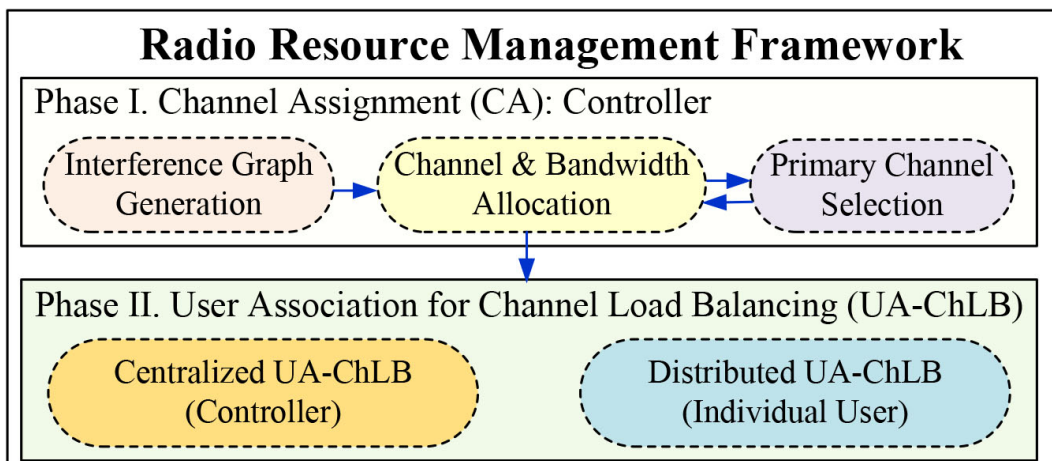 Radio Resource Management Framework
Phase I. Channel Assignment (CA): Controller
Interference Graph
Generation
Channel & Bandwidth
Allocation
Primary Channel
Selection
Phase II. User Association for Channel Load Balancing (UA-ChLB)
Centralized UA-ChLB
(Controller)
Distributed UA-ChLB
(Individual User)